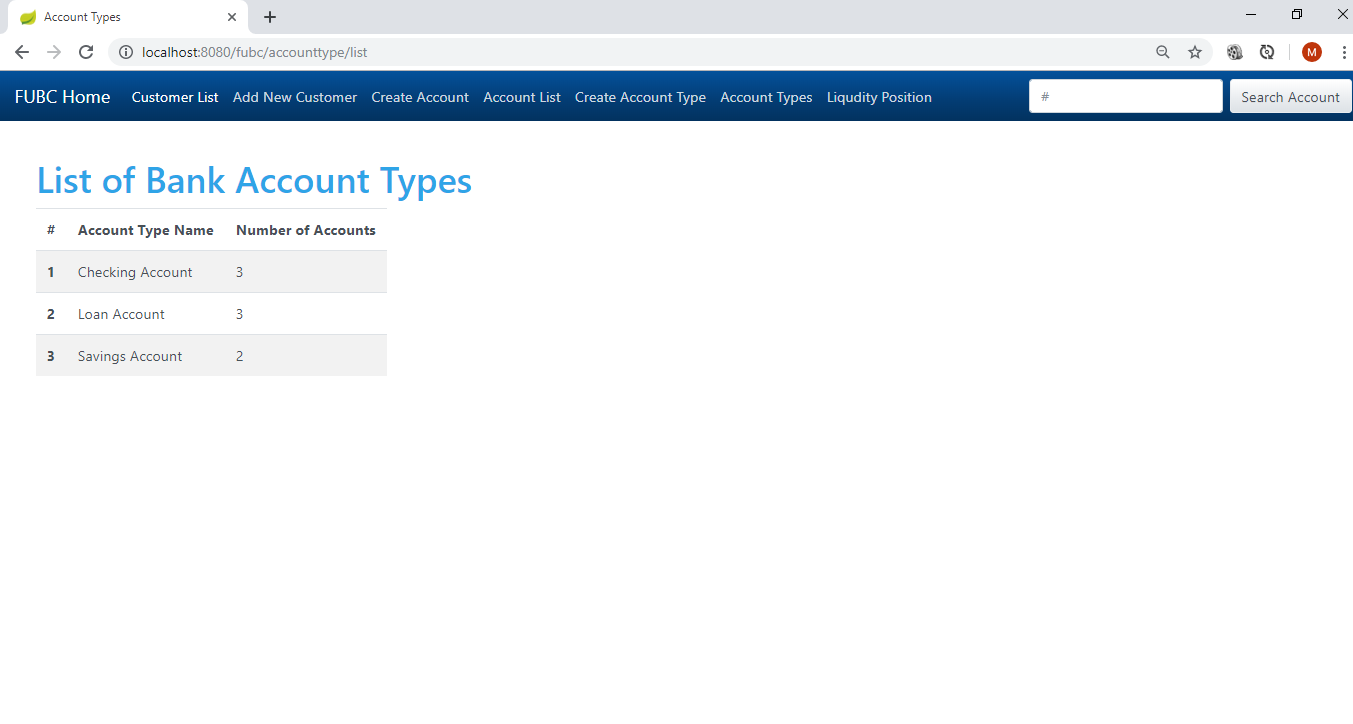 Account Types
localhost:8080/fubc/accounttype/list
M
FUBC Home Customer List Add New Customer Create Account Account List Create Account Type Account Types Liqudity Position # Search Account
List of Bank Account Types
# Account Type Name Number of Accounts
1 Checking Account 3
2 Loan Account 3
3 Savings Account 2